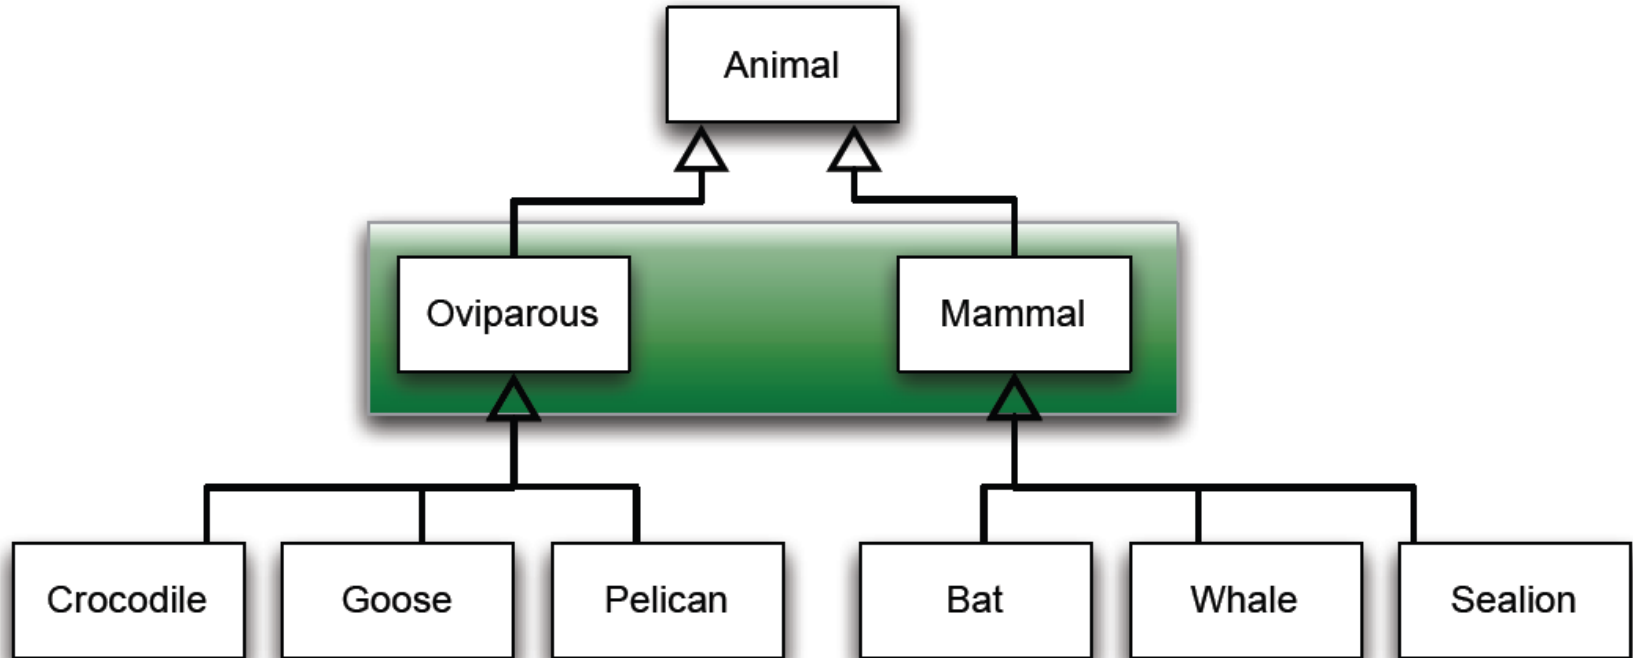 Animal
Oviparous
Mammal
Crocodile
Goose
Pelican
Bat
Whale
Sealion